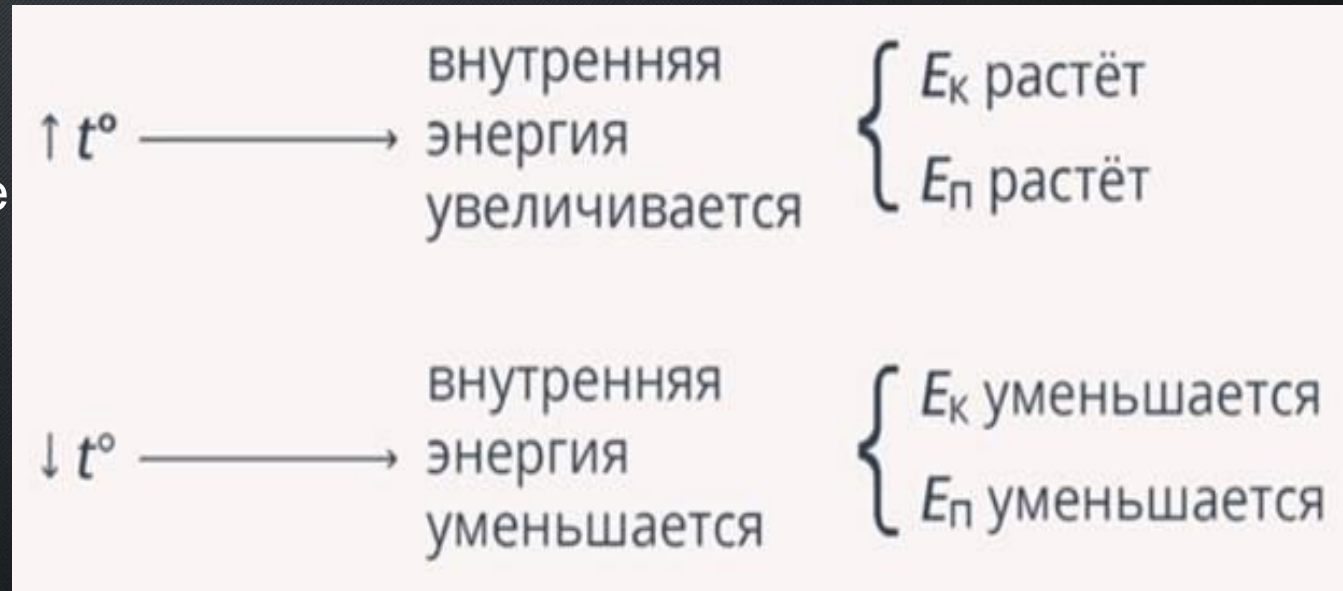 внутренняя
↑ t° → энергия
увеличивается
{ Eк растёт
Eп растёт
внутренняя
↓ t° → энергия
уменьшается
{ Eк уменьшается
Eп уменьшается
е